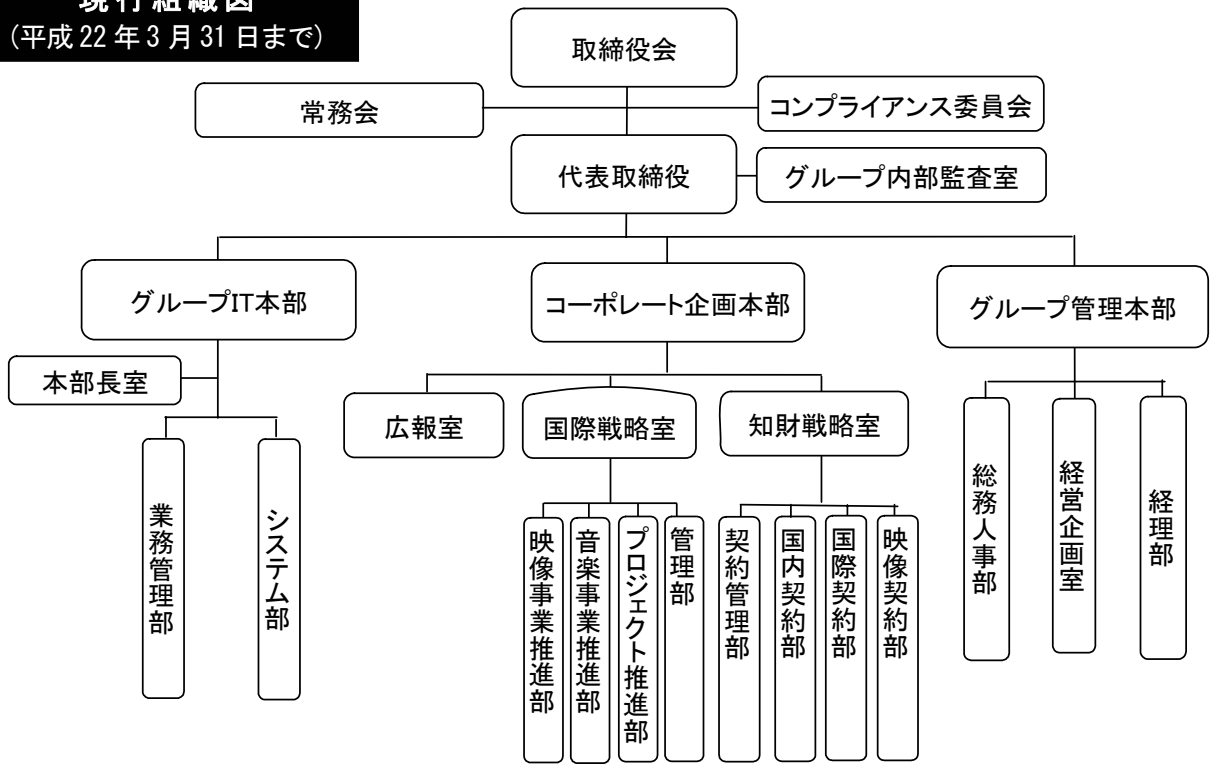 現行組織図
(平成22年3月31日まで)
取締役会
常務会
コンプライアンス委員会
代表取締役
グループ内部監査室
グループIT本部
コーポレート企画本部
グループ管理本部
本部長室
広報室
国際戦略室
知財戦略室
業務管理部
システム部
映像事業推進部
音楽事業推進部
プロジェクト推進部
管理部
契約管理部
国内契約部
国際契約部
映像契約部
総務人事部
経営企画室
経理部